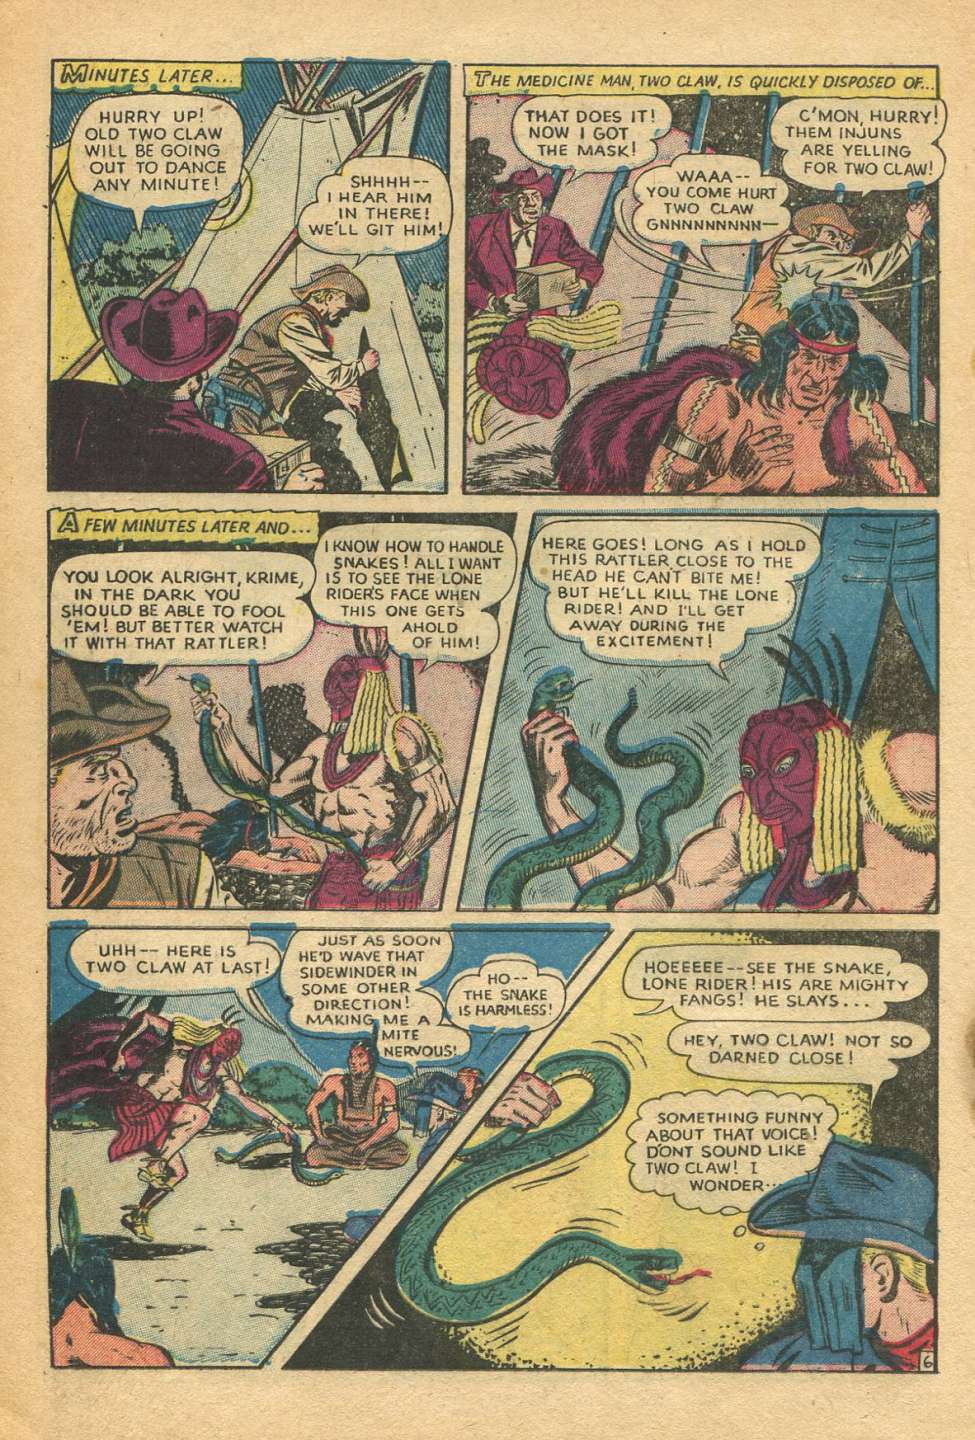 MINUTES LATER...
HURRY UP!
OLD TWO CLAW
WILL BE GOING
OUT TO DANCE
ANY MINUTE!
SHHHH--
I HEAR HIM
IN THERE!
WE'LL GIT HIM!
THE MEDICINE MAN, TWO CLAW, IS QUICKLY DISPOSED OF...
THAT DOES IT!
NOW I GOT
THE MASK!
WAAA--
YOU COME HURT
TWO CLAW
GNNNNNNNNN-
C'MON, HURRY!
THEM INJUNS
ARE YELLING
FOR TWO CLAW!
A FEW MINUTES LATER AND...
YOU LOOK ALRIGHT, KRIME,
IN THE DARK YOU
SHOULD BE ABLE TO FOOL
'EM! BUT BETTER WATCH
IT WITH THAT RATTLER!
I KNOW HOW TO HANDLE
SNAKES! ALL I WANT
IS TO SEE THE LONE
RIDER'S FACE WHEN
THIS ONE GETS
AHOLD
OF HIM!
HERE GOES! LONG AS I HOLD
THIS RATTLER CLOSE TO THE
HEAD HE CAN'T BITE ME!
BUT HE'LL KILL THE LONE
RIDER! AND I'LL GET
AWAY DURING THE
EXCITEMENT!
UHH-- HERE IS
TWO CLAW AT LAST!
JUST AS SOON
HE'D WAVE THAT
SIDEWINDER IN
SOME OTHER
DIRECTION!
MAKING ME A
MITE
NERVOUS!
HO--
THE SNAKE
IS HARMLESS!
HOEEEEE--SEE THE SNAKE,
LONE RIDER! HIS ARE MIGHTY
FANGS! HE SLAYS...
HEY, TWO CLAW! NOT SO
DARNED CLOSE!
SOMETHING FUNNY
ABOUT THAT VOICE!
DON'T SOUND LIKE
TWO CLAW! I
WONDER...
6